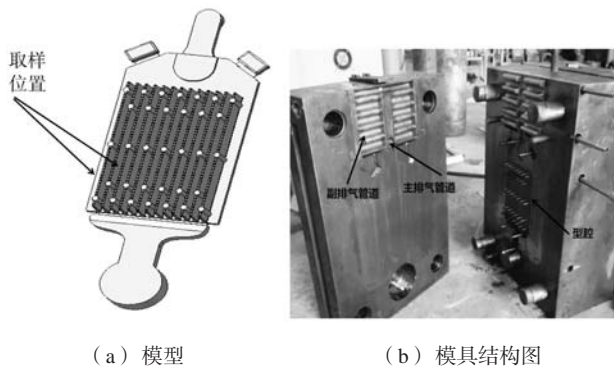 取样
位置
副排气管道
主排气管道
型腔
（a）模型
（b）模具结构图